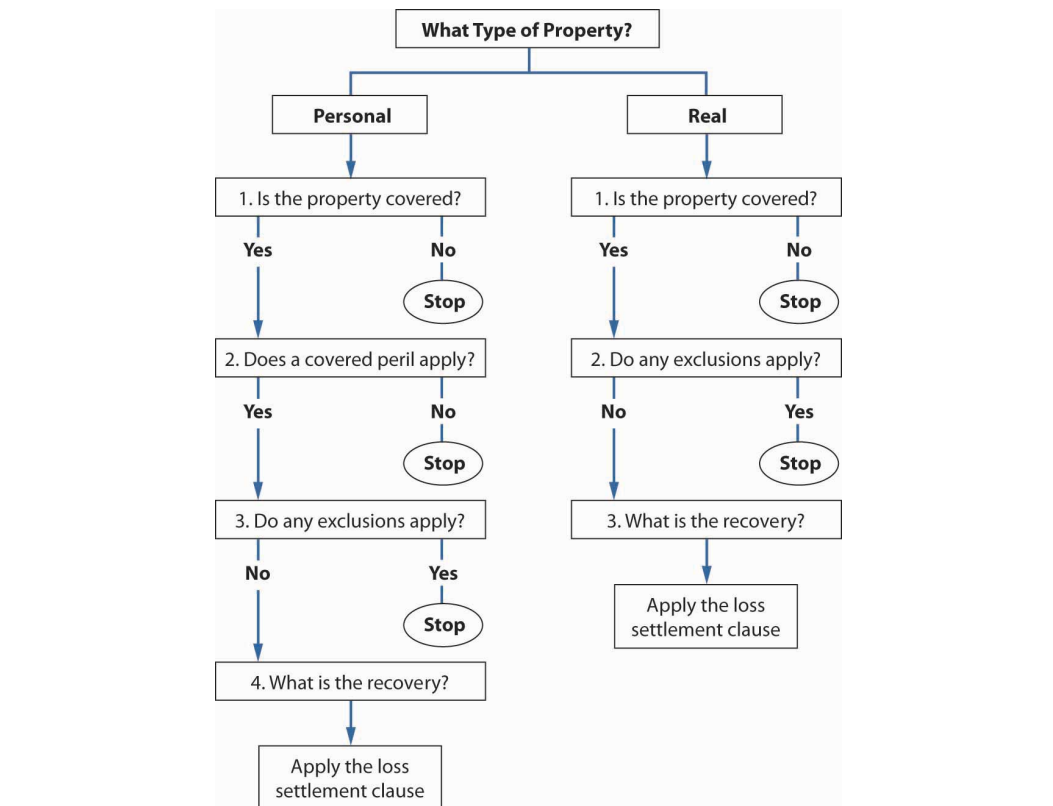 What Type of Property?
Personal
Real
1. Is the property covered?
1. Is the property covered?
Yes
No
Yes
No
Stop
Stop
2. Does a covered peril apply?
2. Do any exclusions apply?
Yes
No
No
Yes
Stop
Stop
3. Do any exclusions apply?
3. What is the recovery?
No
Yes
Apply the loss
settlement clause
Stop
4. What is the recovery?
Apply the loss
settlement clause